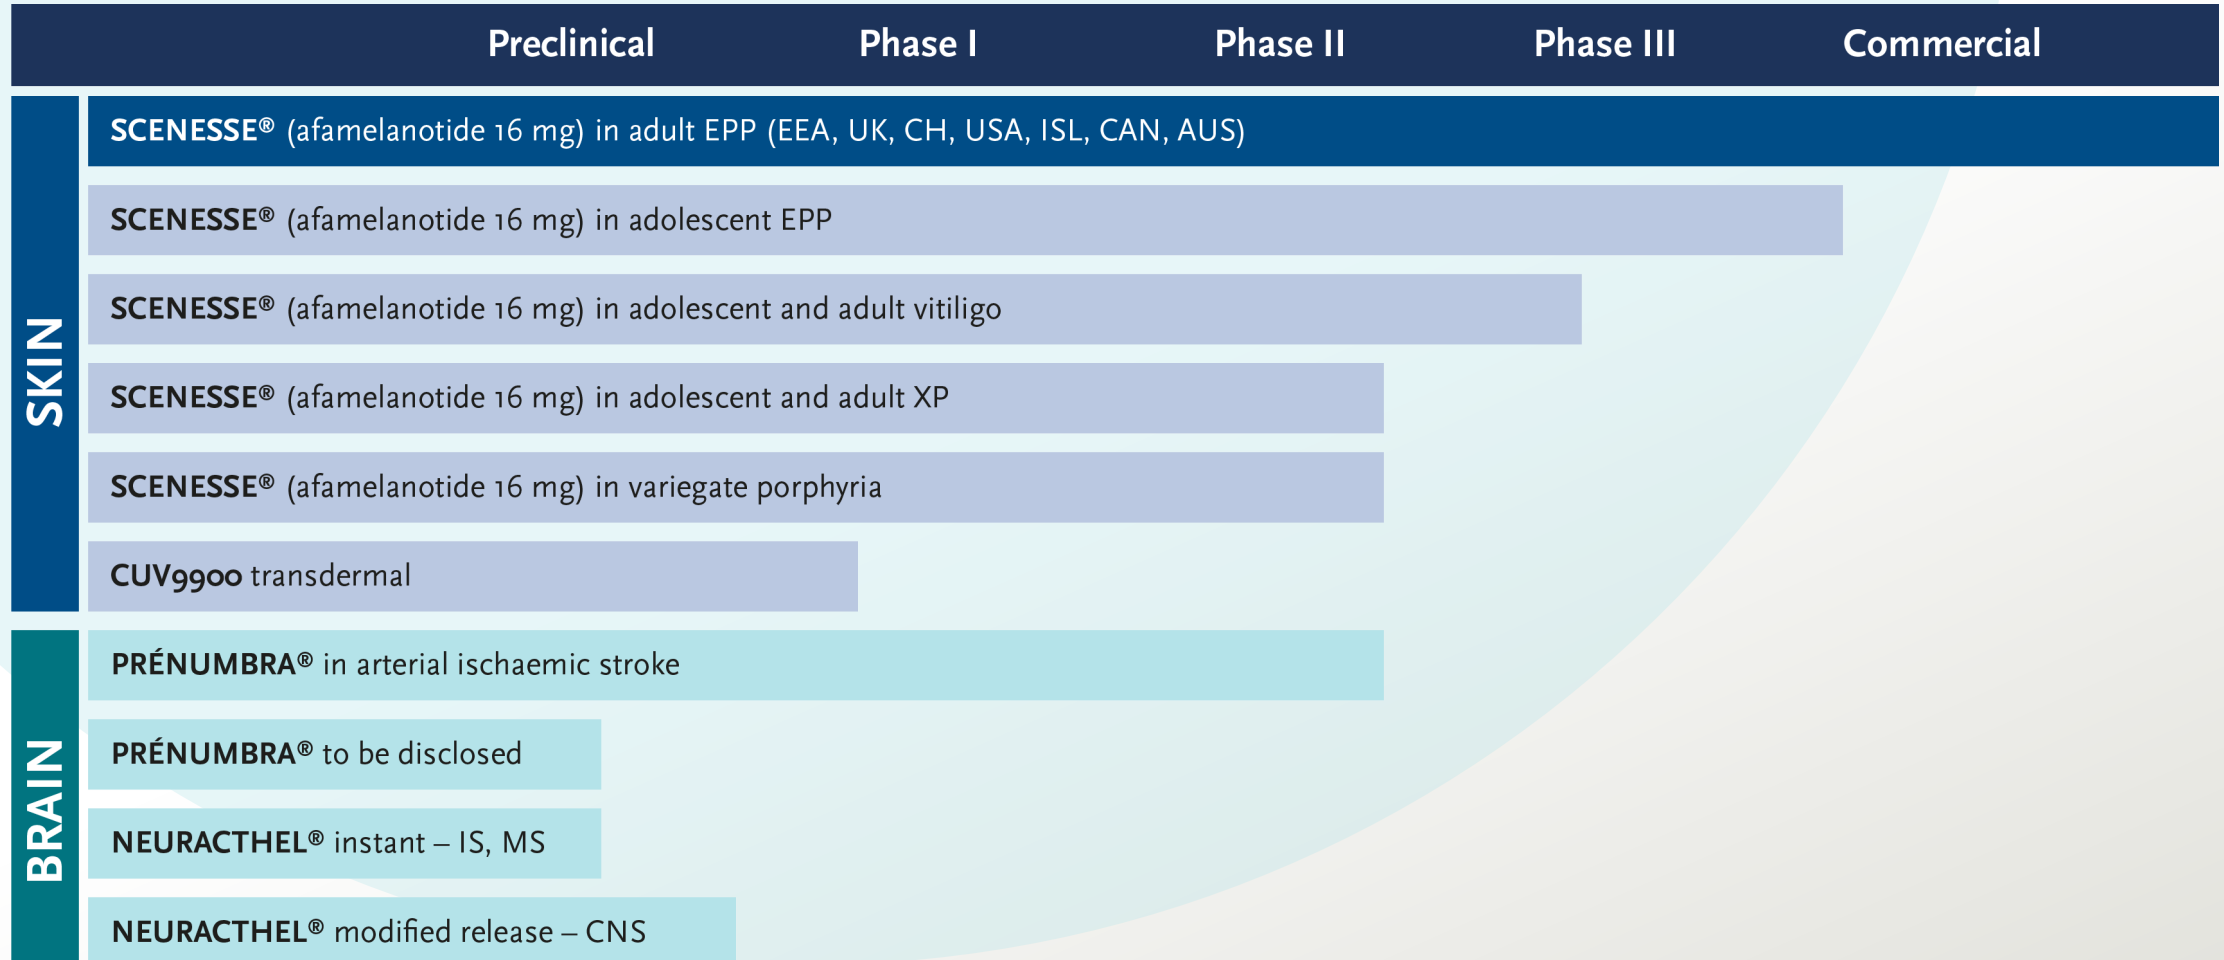 Preclinical Phase I Phase II Phase III Commercial
SKIN
SCENESSE® (afamelanotide 16 mg) in adult EPP (EEA, UK, CH, USA, ISL, CAN, AUS)
SCENESSE® (afamelanotide 16 mg) in adolescent EPP
SCENESSE® (afamelanotide 16 mg) in adolescent and adult vitiligo
SCENESSE® (afamelanotide 16 mg) in adolescent and adult XP
SCENESSE® (afamelanotide 16 mg) in variegate porphyria
CUV9900 transdermal
BRAIN
PRÉNUMBRA® in arterial ischaemic stroke
PRÉNUMBRA® to be disclosed
NEURACTHEL® instant – IS, MS
NEURACTHEL® modified release – CNS